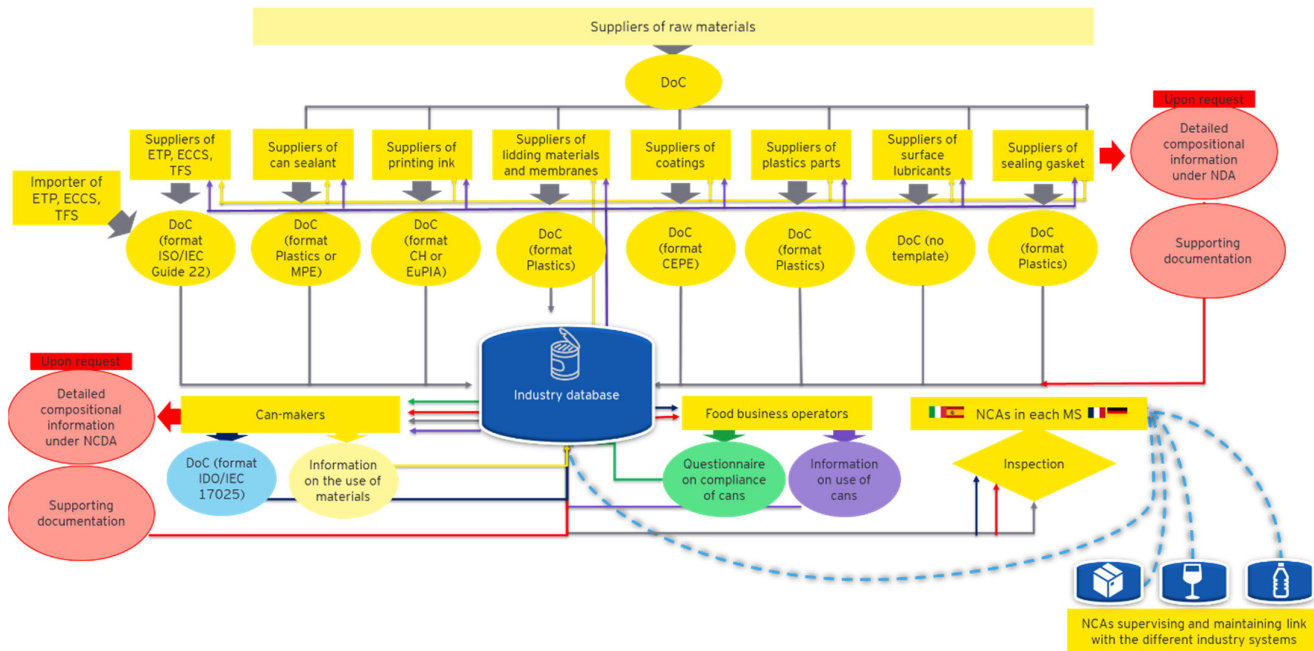 Suppliers of raw materials
DoC
Upon request
Detailed
compositional
information
under NDA
Supporting
documentation
Suppliers of
ETP, ECCS,
TFS
Suppliers of
can sealant
Suppliers of
printing ink
Suppliers of
lidding materials
and membranes
Suppliers of
coatings
Suppliers of
plastics parts
Suppliers of
surface
lubricants
Suppliers of
sealing gasket
Importer of
ETP, ECCS,
TFS
DoC
(format
ISO/IEC
Guide 22)
DoC
(format
Plastics or
MPE)
DoC
(format
CH or
EuPIA)
DoC
(format
Plastics)
DoC
(format
CEPE)
DoC
(format
Plastics)
DoC (no
template)
DoC
(format
Plastics)
Industry database
Upon request
Detailed
compositional
information
under NCDA
Supporting
documentation
Can-makers
DoC (format
IDO/IEC
17025)
Information
on the use of
materials
Food business operators
Questionnaire
on compliance
of cans
Information
on use of
cans
NCAs in each MS
Inspection
NCAs supervising and maintaining link
with the different industry systems